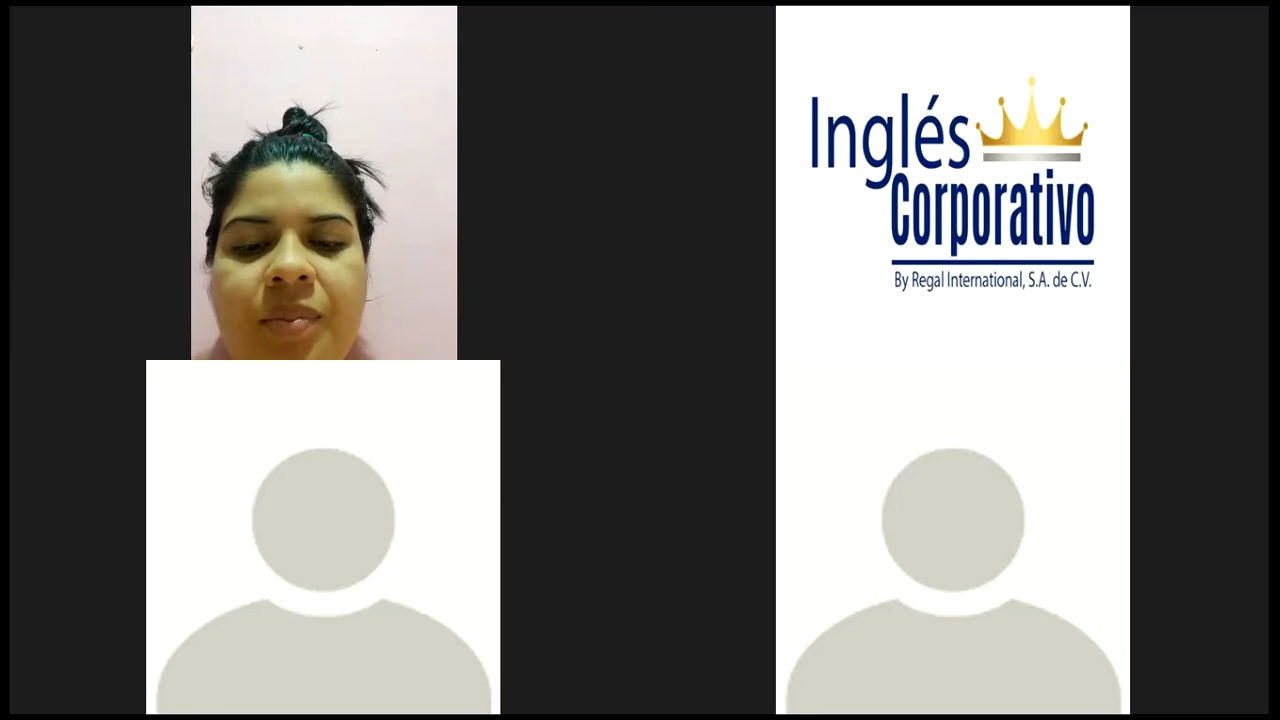 Inglés
Corporativo
By Regal International, S.A. de C.V.